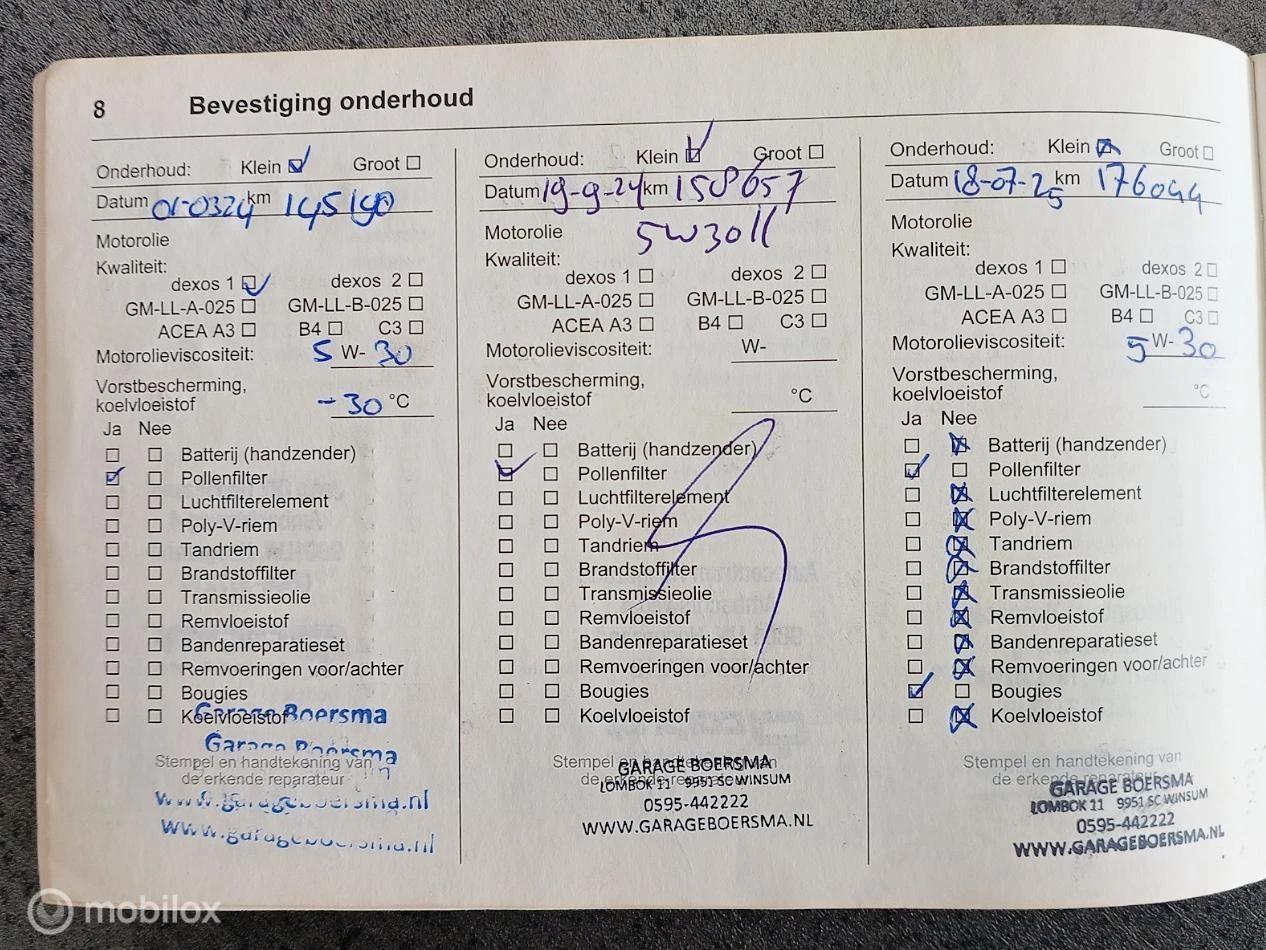 8 Bevestiging onderhoud
Onderhoud: Klein Groot
Datum 01-0324 km 145190
Motorolie
Kwaliteit:
dexos 1 dexos 2
GM-LL-A-025 GM-LL-B-025
ACEA A3 B4 C3
Motorolieviscositeit: 5 W- 30
Vorstbescherming,
koelvloeistof -30 °C
Ja Nee
Batterij (handzender)
Pollenfilter
Luchtfilterelement
Poly-V-riem
Tandriem
Brandstoffilter
Transmissieolie
Remvloeistof
Bandenreparatieset
Remvoeringen voor/achter
Bougies
Koelvloeistof
Garage Boersma
Garage Boersma
Stempel en handtekening van
de erkende reparateur
www.garageboersma.nl
www.garageboersma.nl
Onderhoud: Klein Groot
Datum 19-9-24 km 158657
Motorolie 5W30ll
Kwaliteit:
dexos 1 dexos 2
GM-LL-A-025 GM-LL-B-025
ACEA A3 B4 C3
Motorolieviscositeit: W-
Vorstbescherming,
koelvloeistof °C
Ja Nee
Batterij (handzender)
Pollenfilter
Luchtfilterelement
Poly-V-riem
Tandriem
Brandstoffilter
Transmissieolie
Remvloeistof
Bandenreparatieset
Remvoeringen voor/achter
Bougies
Koelvloeistof
Stempel en handtekening van
de erkende reparateur
GARAGE BOERSMA
LOMBOK 11 9951 SC WINSUM
0595-442222
WWW.GARAGEBOERSMA.NL
Onderhoud: Klein Groot
Datum 18-07-25 km 176044
Motorolie
Kwaliteit:
dexos 1 dexos 2
GM-LL-A-025 GM-LL-B-025
ACEA A3 B4 C3
Motorolieviscositeit: 5 W- 30
Vorstbescherming,
koelvloeistof °C
Ja Nee
Batterij (handzender)
Pollenfilter
Luchtfilterelement
Poly-V-riem
Tandriem
Brandstoffilter
Transmissieolie
Remvloeistof
Bandenreparatieset
Remvoeringen voor/achter
Bougies
Koelvloeistof
Stempel en handtekening van
de erkende reparateur
GARAGE BOERSMA
LOMBOK 11 9951 SC WINSUM
0595-442222
WWW.GARAGEBOERSMA.NL
mobilox